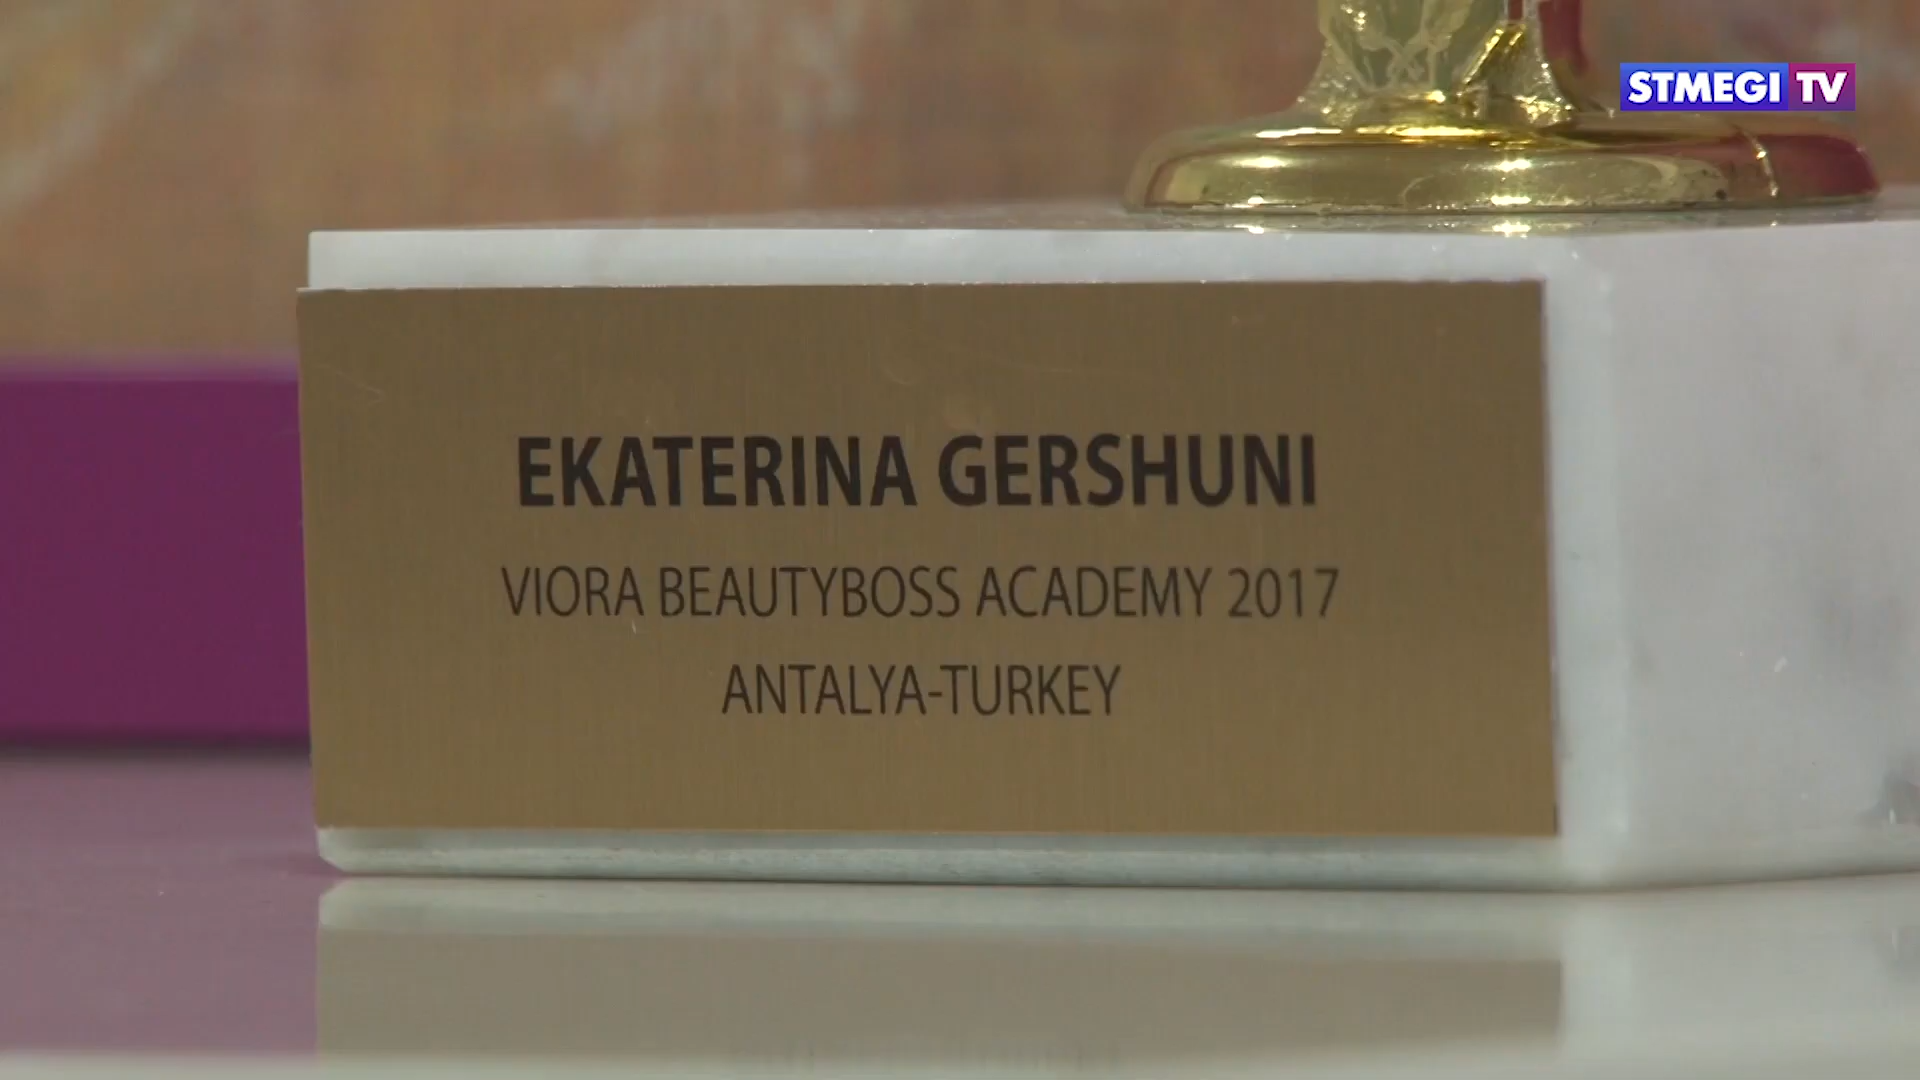 STMEGI TV
EKATERINA GERSHUNI
VIORA BEAUTYBOSS ACADEMY 2017
ANTALYA-TURKEY